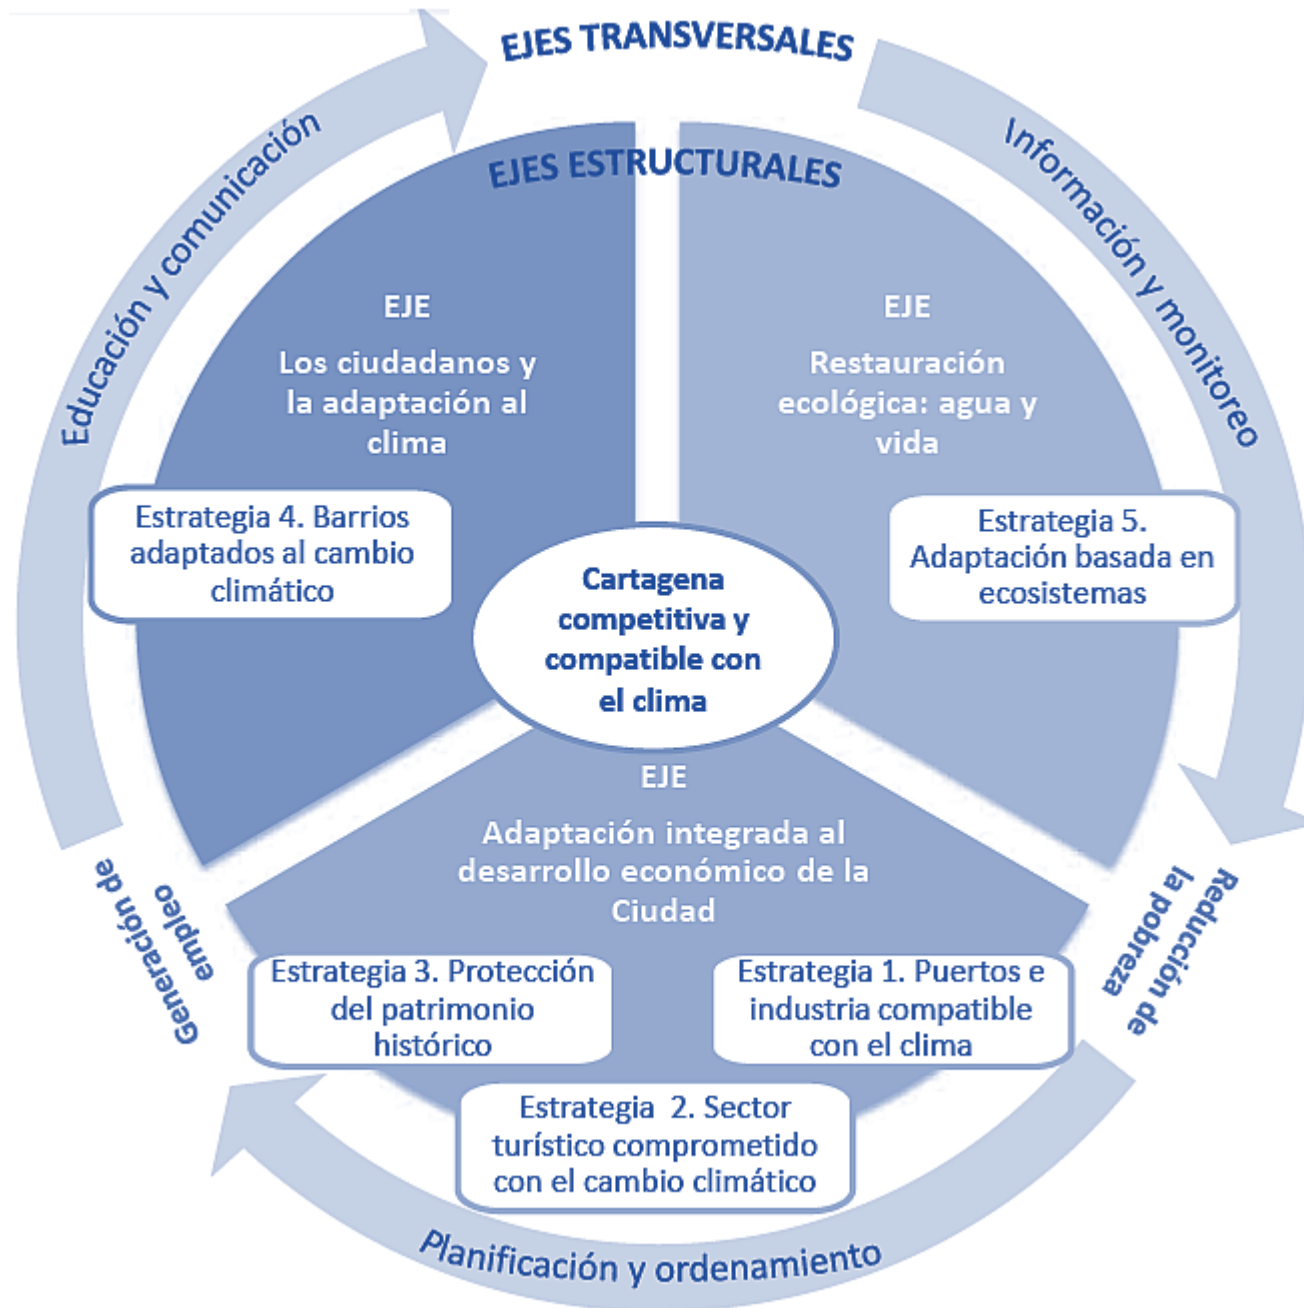 EJES TRANSVERSALES
EJES ESTRUCTURALES
Educación y comunicación
Información y monitoreo
EJE
Los ciudadanos y
la adaptación al
clima
Estrategia 4. Barrios
adaptados al cambio
climático
EJE
Restauración
ecológica: agua y
vida
Estrategia 5.
Adaptación basada en
ecosistemas
Cartagena
competitiva y
compatible con
el clima
EJE
Adaptación integrada al
desarrollo económico de la
Ciudad
Estrategia 3. Protección
del patrimonio
histórico
Estrategia 1. Puertos e
industria compatible
con el clima
Estrategia 2. Sector
turístico comprometido
con el cambio climático
Generación de
empleo
Reducción de
la pobreza
Planificación y ordenamiento